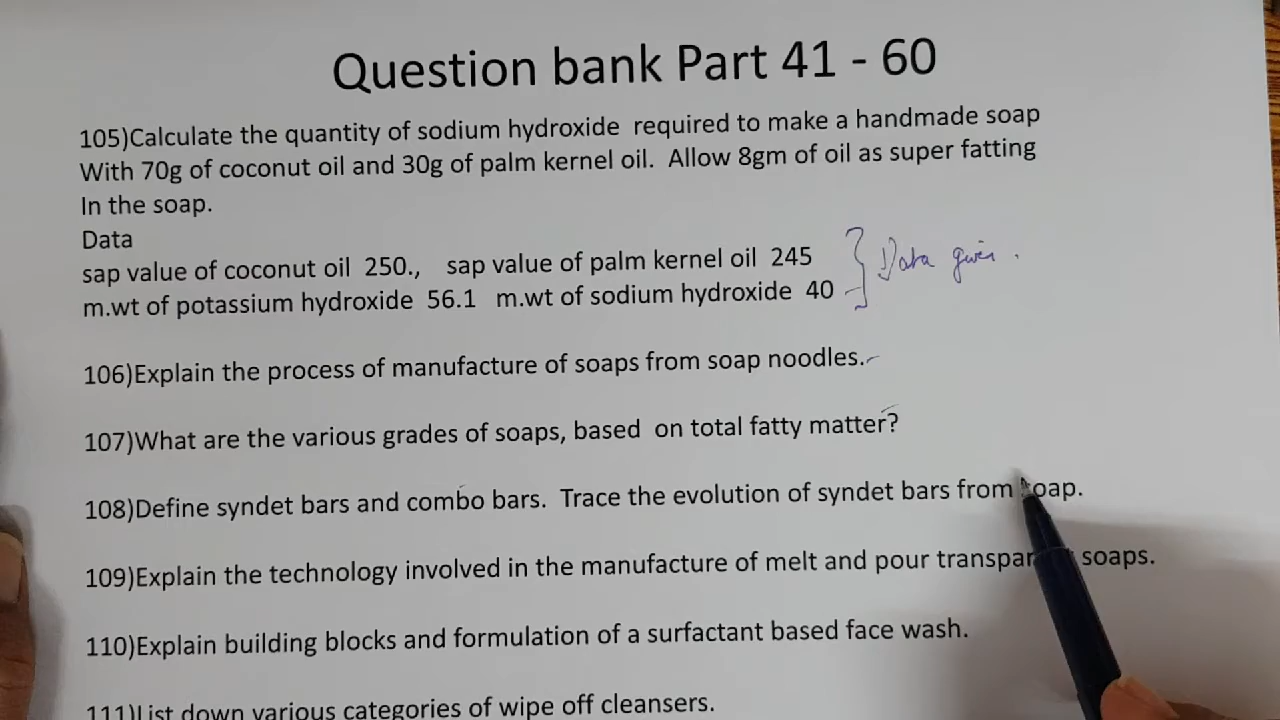 Question bank Part 41 - 60
105)Calculate the quantity of sodium hydroxide required to make a handmade soap
With 70g of coconut oil and 30g of palm kernel oil. Allow 8gm of oil as super fatting
In the soap.
Data
sap value of coconut oil 250., sap value of palm kernel oil 245
m.wt of potassium hydroxide 56.1 m.wt of sodium hydroxide 40
Data given.
106)Explain the process of manufacture of soaps from soap noodles.
107)What are the various grades of soaps, based on total fatty matter?
108)Define syndet bars and combo bars. Trace the evolution of syndet bars from soap.
109)Explain the technology involved in the manufacture of melt and pour soaps.
110)Explain building blocks and formulation of a surfactant based face wash.
111)List down various categories of wipe off cleansers.